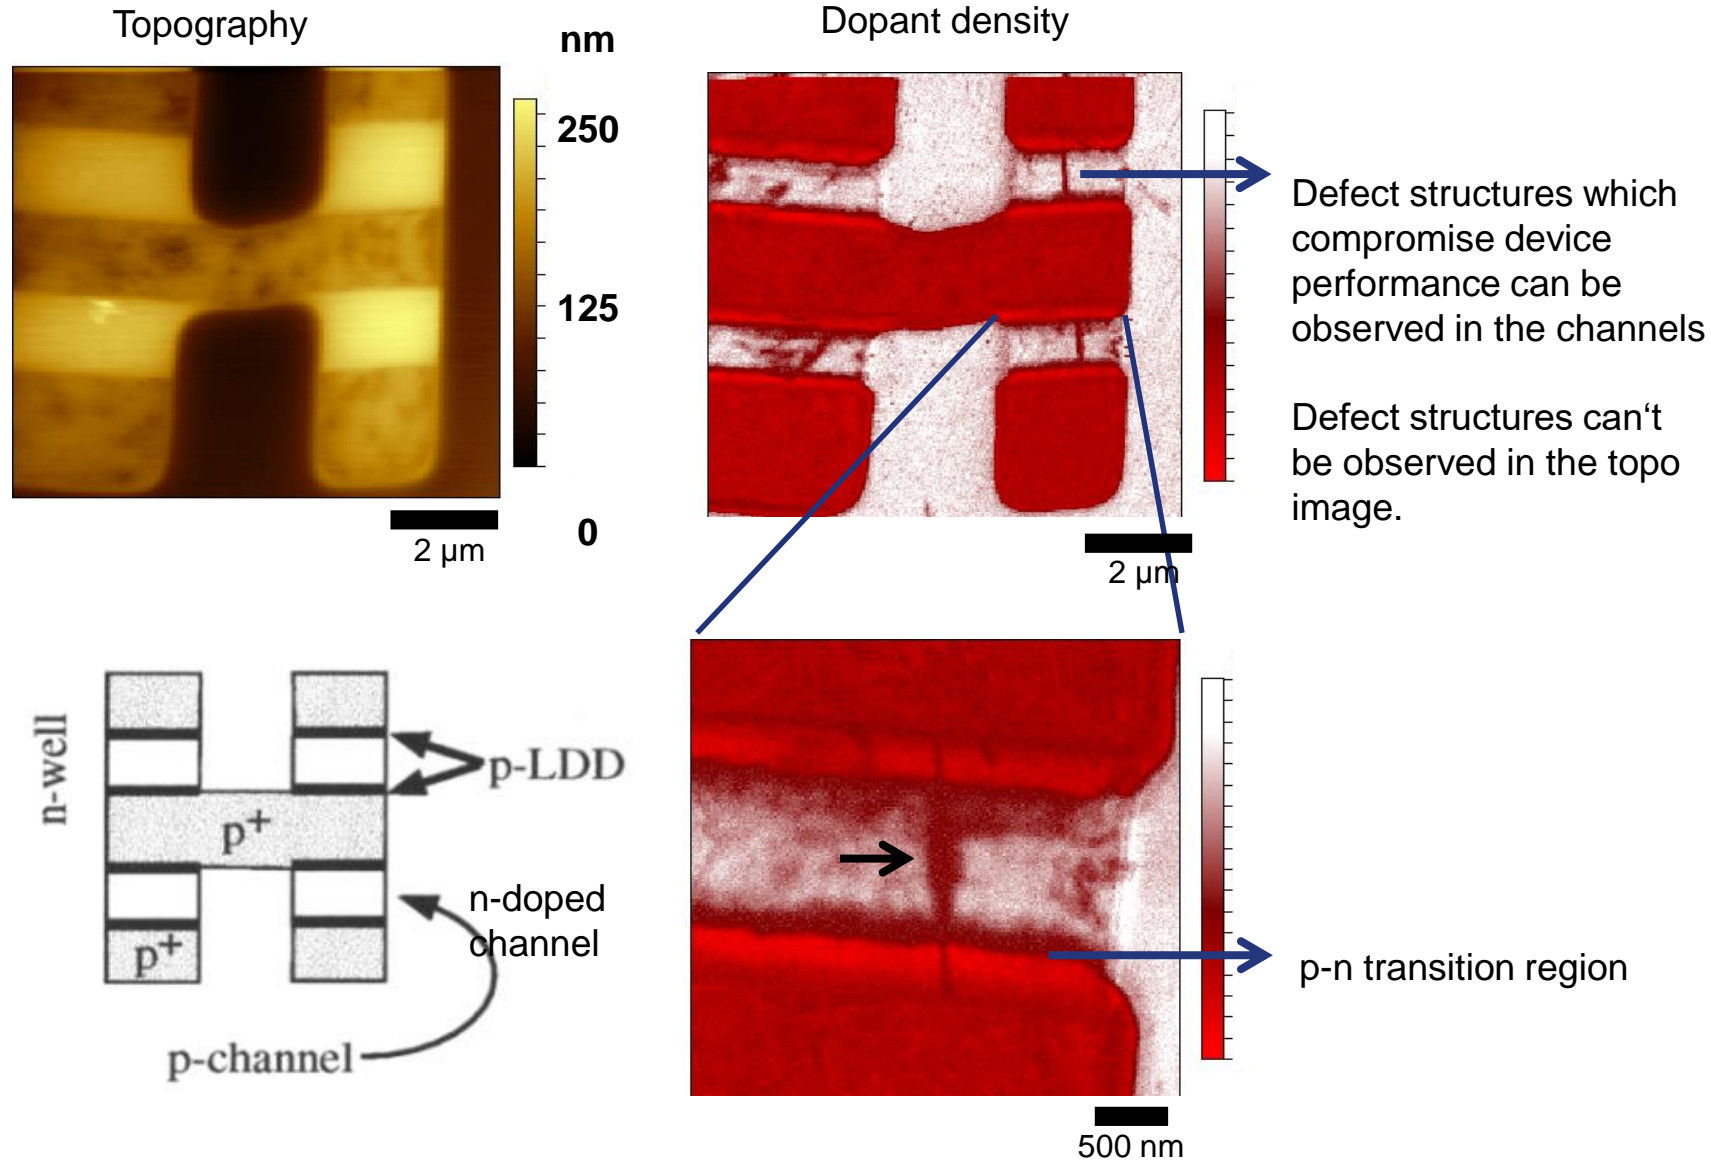 Topography
nm
250
125
0
2 µm
Dopant density
2 µm
Defect structures which
compromise device
performance can be
observed in the channels
Defect structures can‘t
be observed in the topo
image.
n-well
p-LDD
p+
n-doped
channel
p+
p-channel
p-n transition region
500 nm